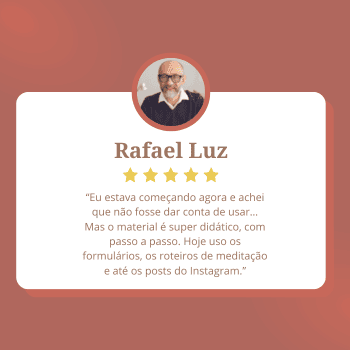 Rafael Luz
“Eu estava começando agora e achei
que não fosse dar conta de usar...
Mas o material é super didático, com
passo a passo. Hoje uso os
formulários, os roteiros de meditação
e até os posts do Instagram.”